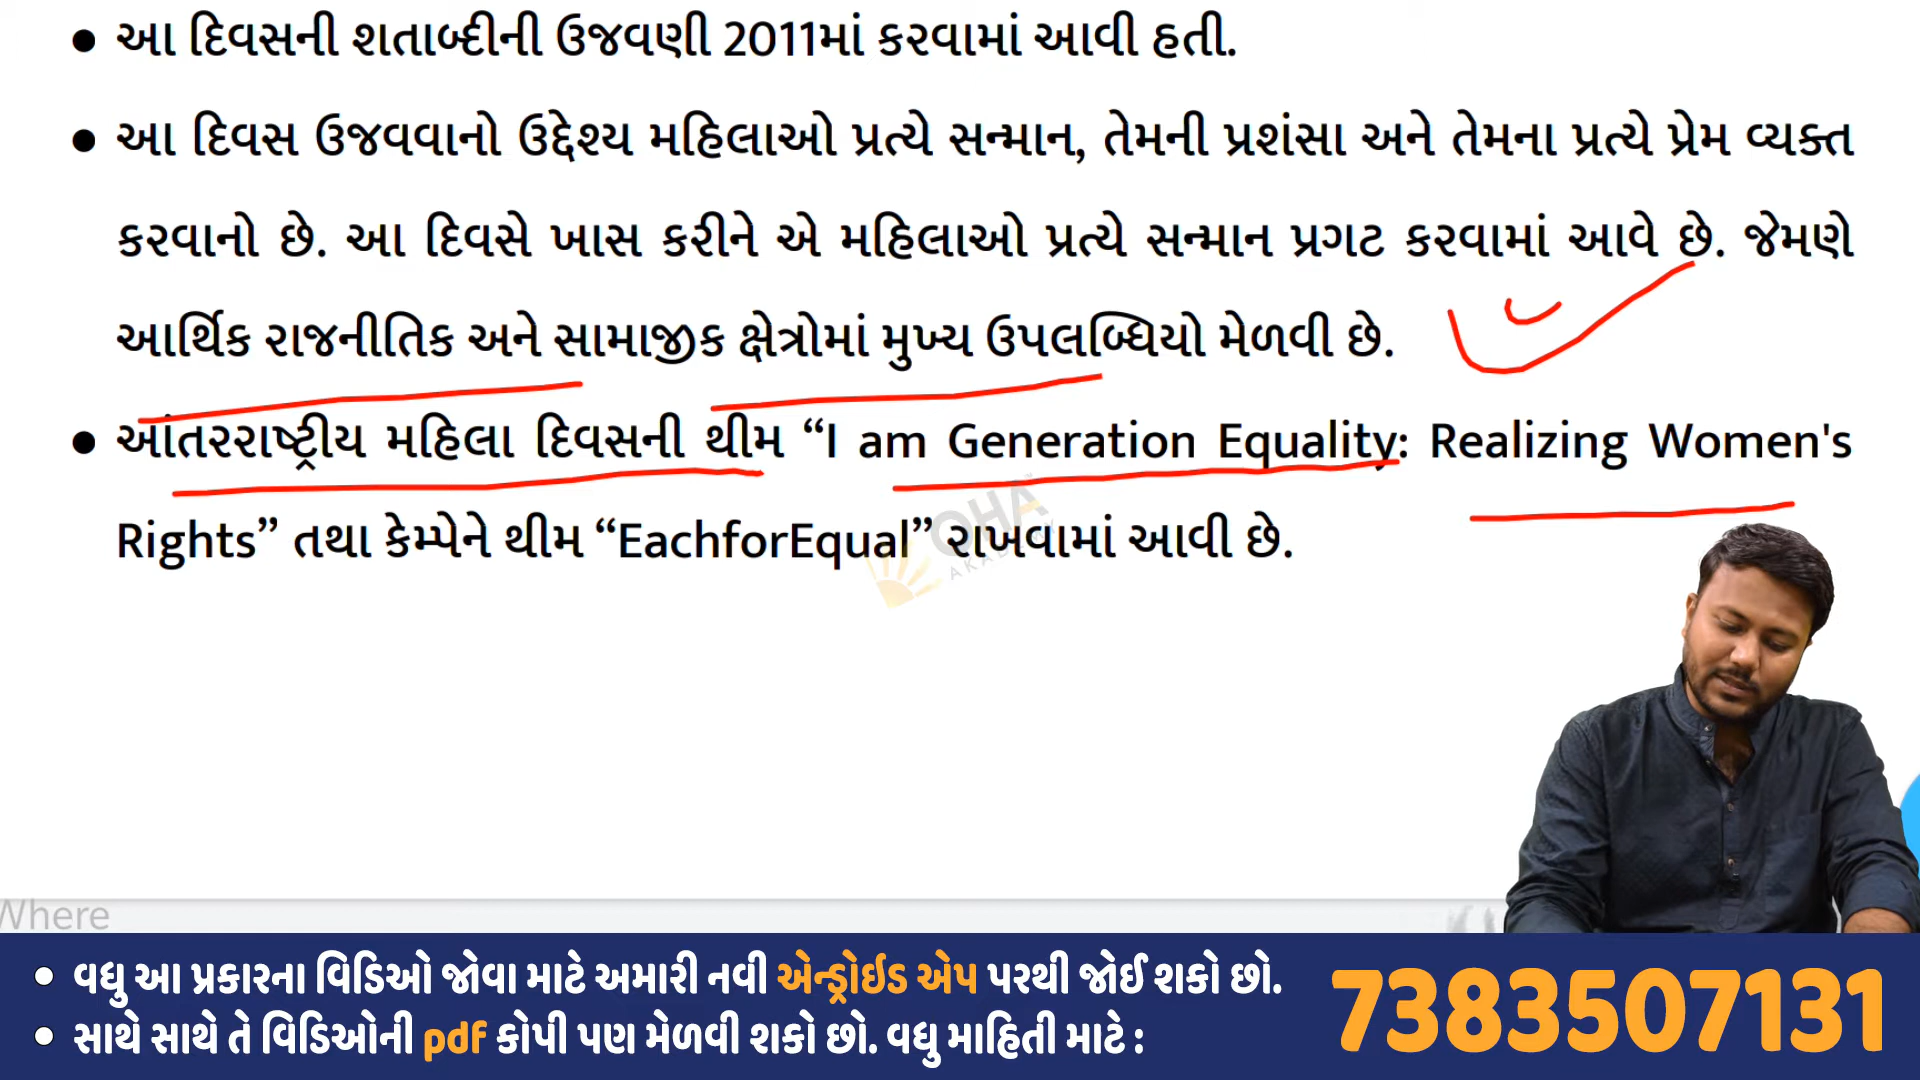 • આ દિવસની શતાબ્દીની ઉજવણી 2011માં કરવામાં આવી હતી.
• આ દિવસ ઉજવવાનો ઉદ્દેશ્ય મહિલાઓ પ્રત્યે સન્માન, તેમની પ્રશંસા અને તેમના પ્રત્યે પ્રેમ વ્યક્ત
કરવાનો છે. આ દિવસે ખાસ કરીને એ મહિલાઓ પ્રત્યે સન્માન પ્રગટ કરવામાં આવે છે. જેમણે
આર્થિક રાજનીતિક અને સામાજીક ક્ષેત્રોમાં મુખ્ય ઉપલબ્ધિયો મેળવી છે.
• આંતરરાષ્ટ્રીય મહિલા દિવસની થીમ “I am Generation Equality: Realizing Women's
Rights” તથા કેમ્પેને થીમ “EachforEqual” રાખવામાં આવી છે.
OHA
AKADEMY
Where
• વધુ આ પ્રકારના વિડિઓ જોવા માટે અમારી નવી એન્ડ્રોઇડ એપ પરથી જોઈ શકો છો.
• સાથે સાથે તે વિડિઓની pdf કોપી પણ મેળવી શકો છો. વધુ માહિતી માટે :
7383507131